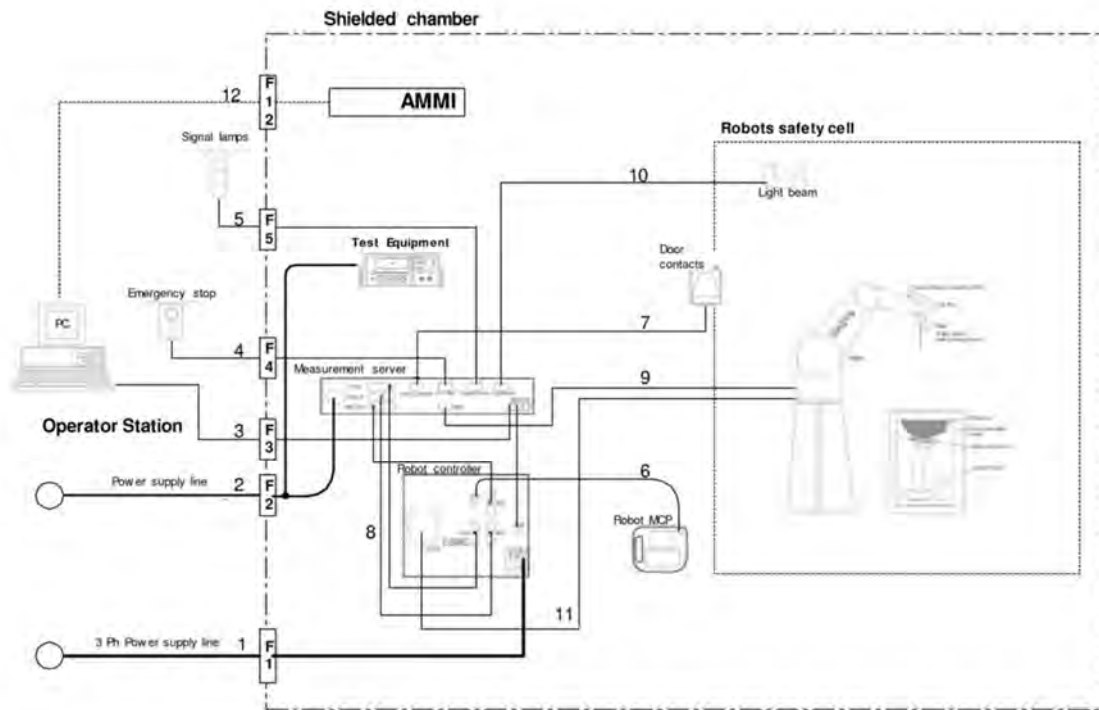 Shielded chamber
12
F
1
2
AMMI
Signal lamps
Robots safety cell
10
Light beam
5
F
5
Test Equipment
Door
contacts
Emergency stop
PC
7
4
F
4
Measurement server
9
Operator Station
3
F
3
Robot controller
Power supply line
2
F
2
6
8
Robot MCP
11
3 Ph Power supply line
1
F
1